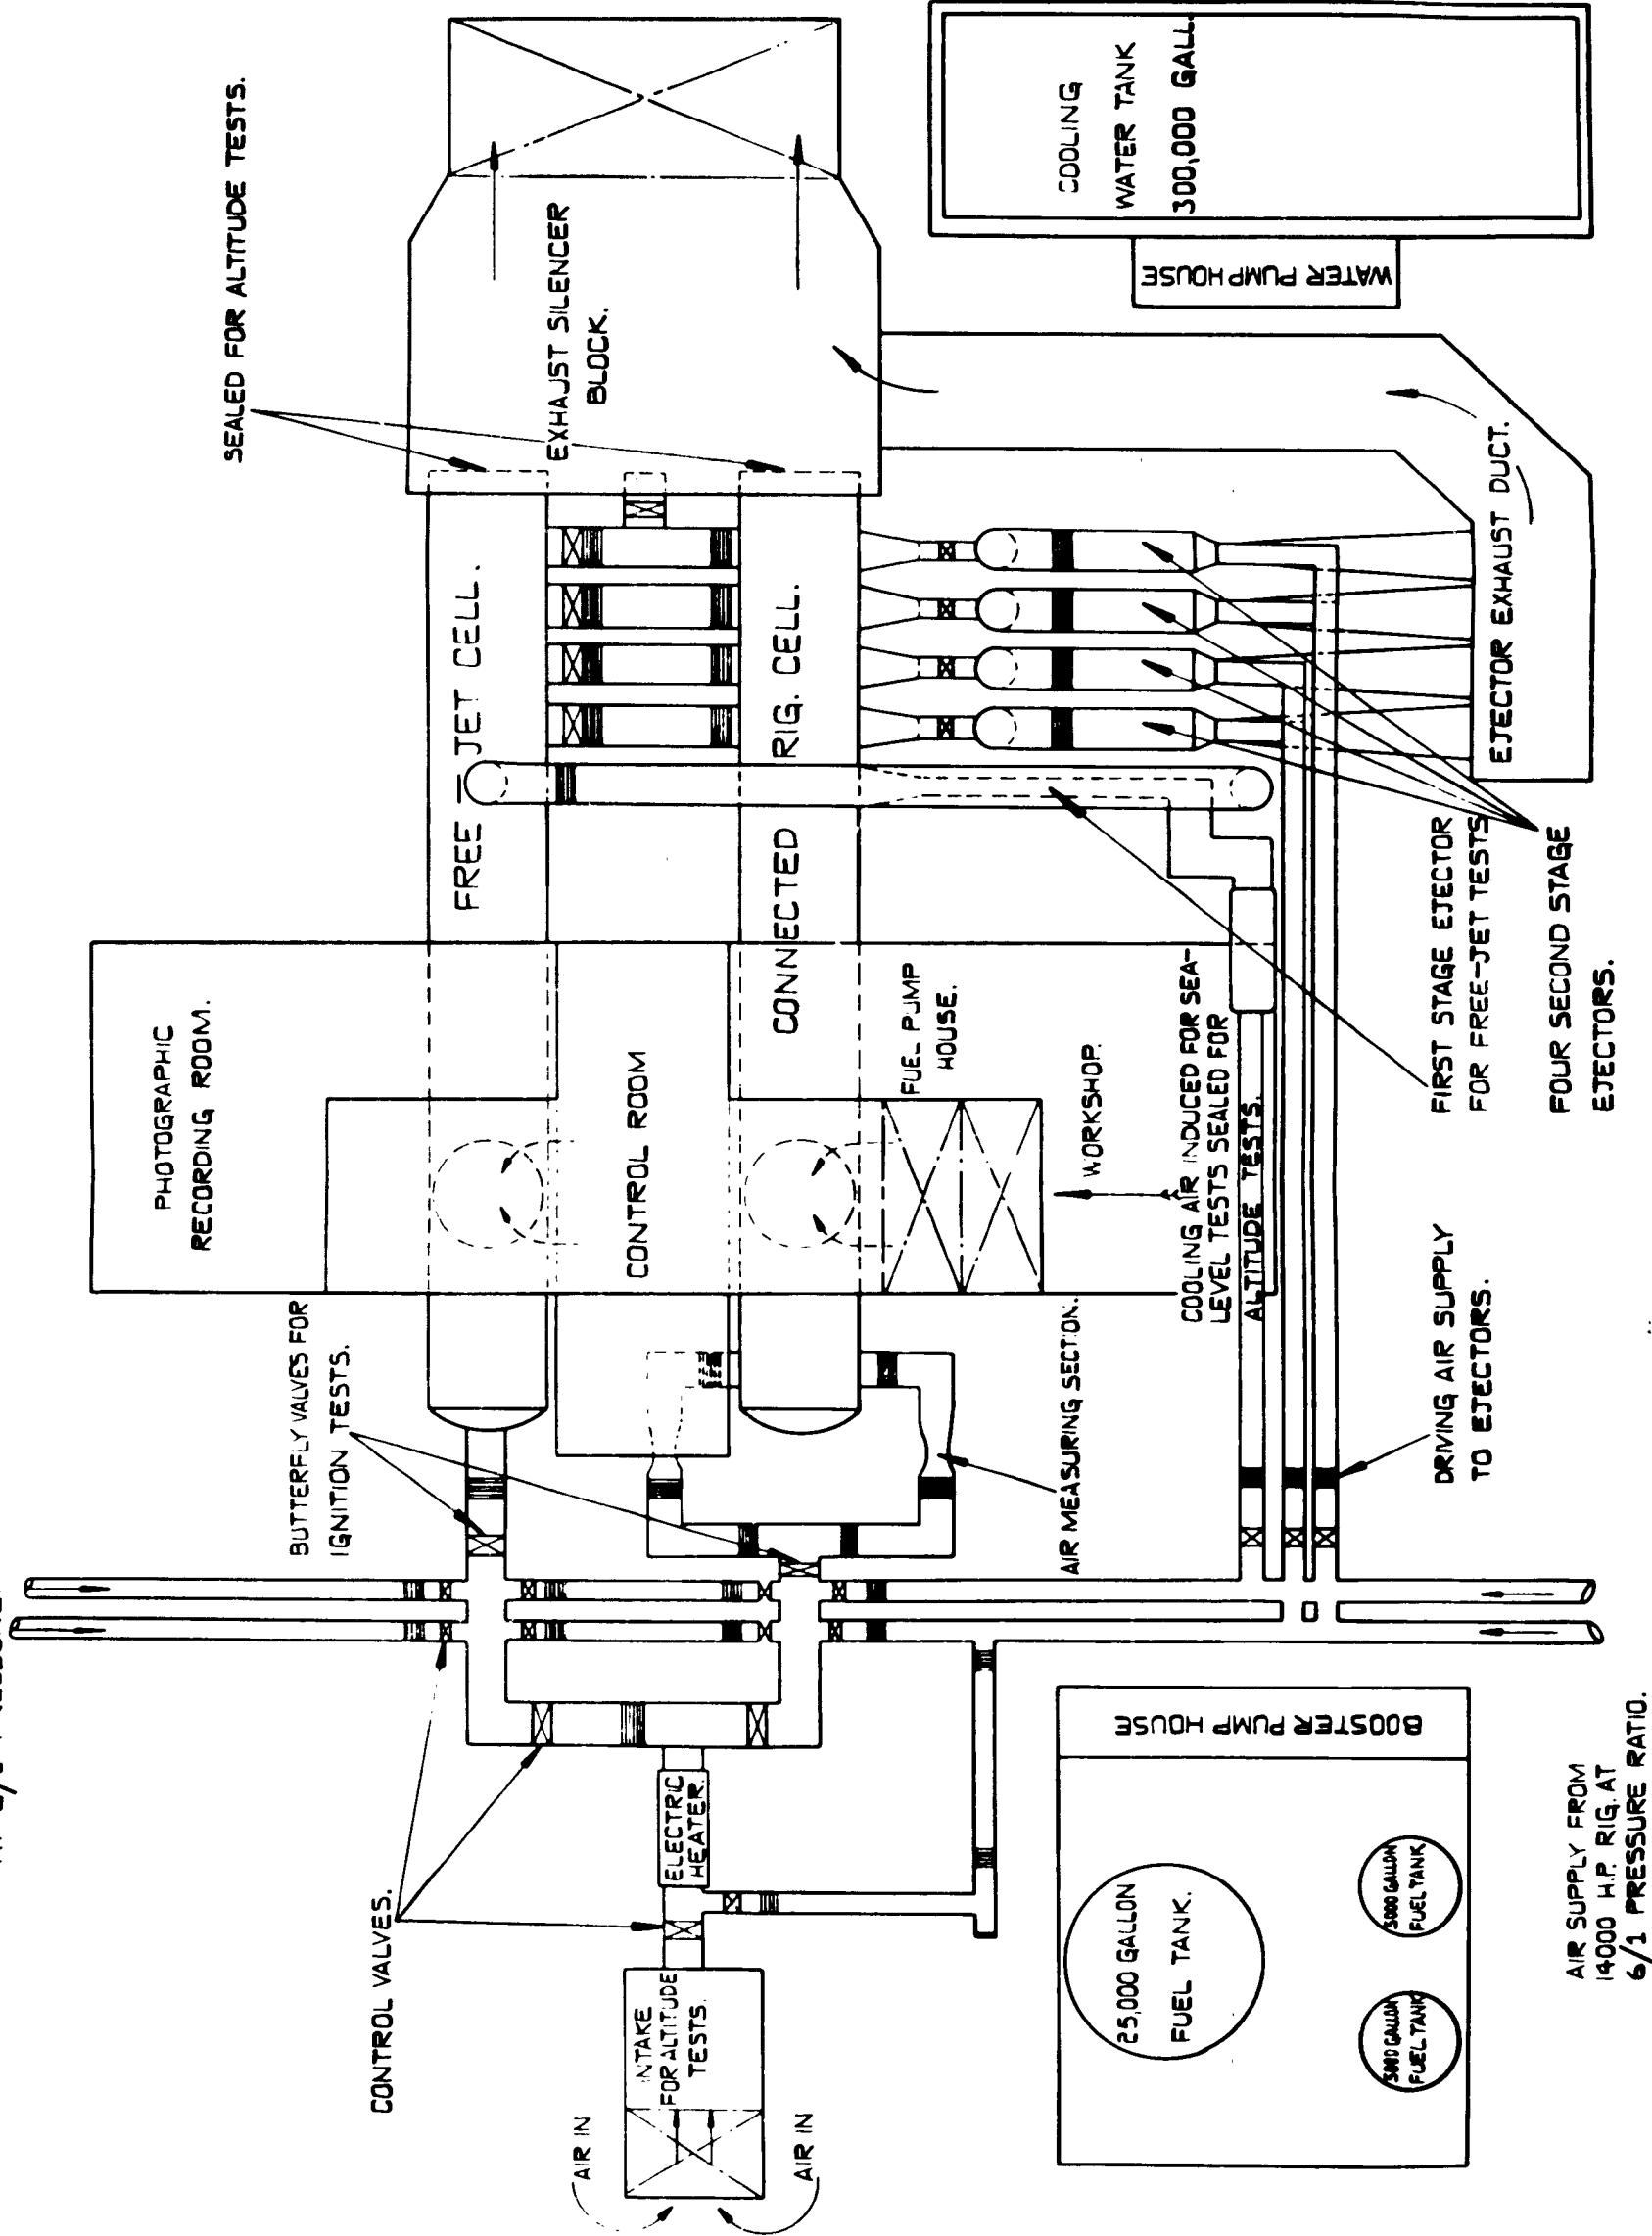 SEALED FOR ALTITUDE TESTS.
EXHAUST SILENCER
BLOCK.
COOLING
WATER TANK
300,000 GALL.
WATER PUMP HOUSE
FREE-JET CELL.
CONNECTED RIG. CELL.
EJECTOR EXHAUST DUCT.
PHOTOGRAPHIC
RECORDING ROOM.
CONTROL ROOM
FUEL PUMP
HOUSE.
WORKSHOP.
COOLING AIR INDUCED FOR SEA-
LEVEL TESTS SEALED FOR
ALTITUDE TESTS.
FIRST STAGE EJECTOR
FOR FREE-JET TESTS
FOUR SECOND STAGE
EJECTORS.
BUTTERFLY VALVES FOR
IGNITION TESTS.
AIR MEASURING SECTION.
DRIVING AIR SUPPLY
TO EJECTORS.
CONTROL VALVES.
ELECTRIC
HEATER.
INTAKE
FOR ALTITUDE
TESTS.
AIR IN
AIR IN
BOOSTER PUMP HOUSE
25,000 GALLON
FUEL TANK.
5000 GALLON
FUEL TANK
5000 GALLON
FUEL TANK
AIR SUPPLY FROM
14000 H.P. RIG. AT
6/1 PRESSURE RATIO.